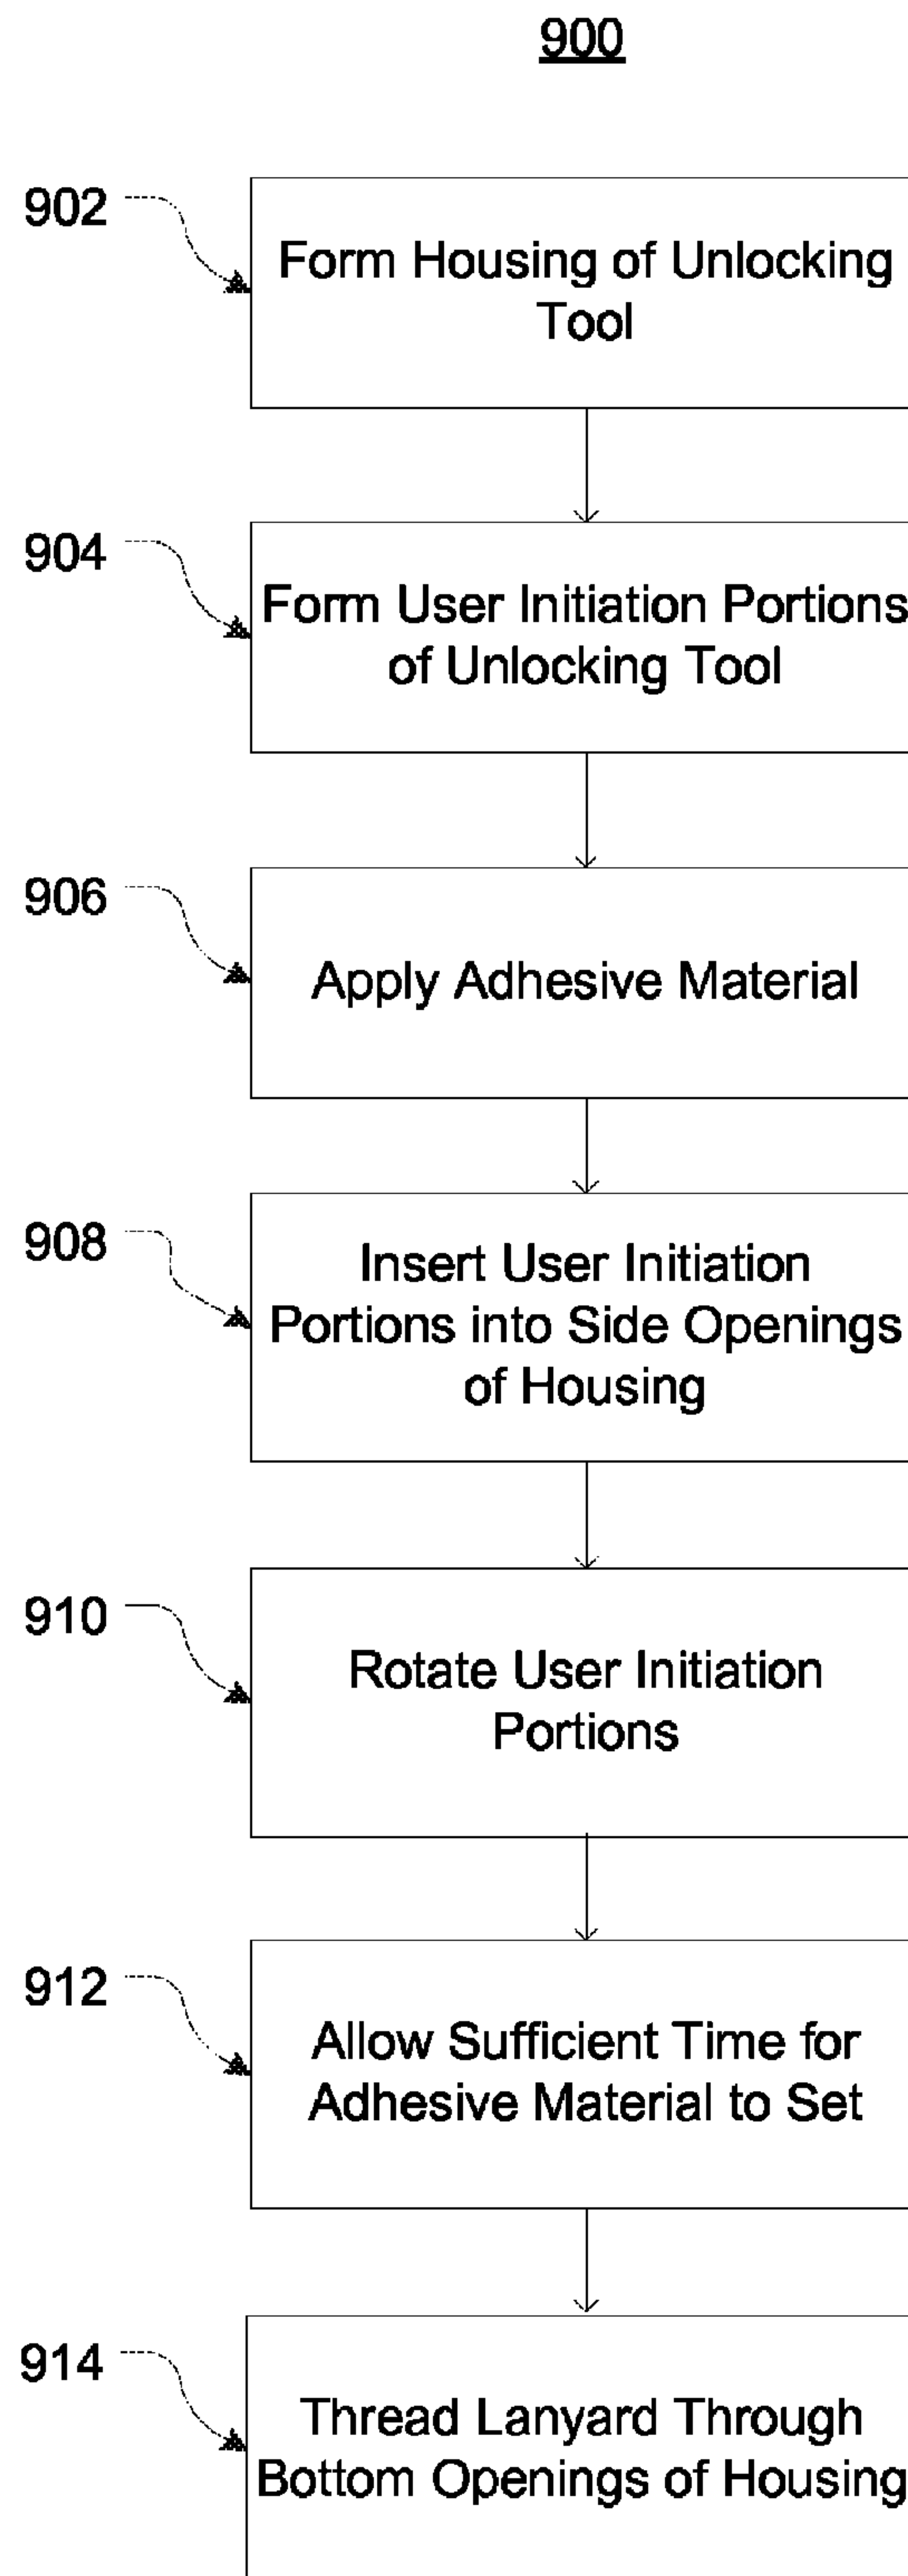 900
902
Form Housing of Unlocking
Tool
904
Form User Initiation Portions
of Unlocking Tool
906
Apply Adhesive Material
908
Insert User Initiation
Portions into Side Openings
of Housing
910
Rotate User Initiation
Portions
912
Allow Sufficient Time for
Adhesive Material to Set
914
Thread Lanyard Through
Bottom Openings of Housing